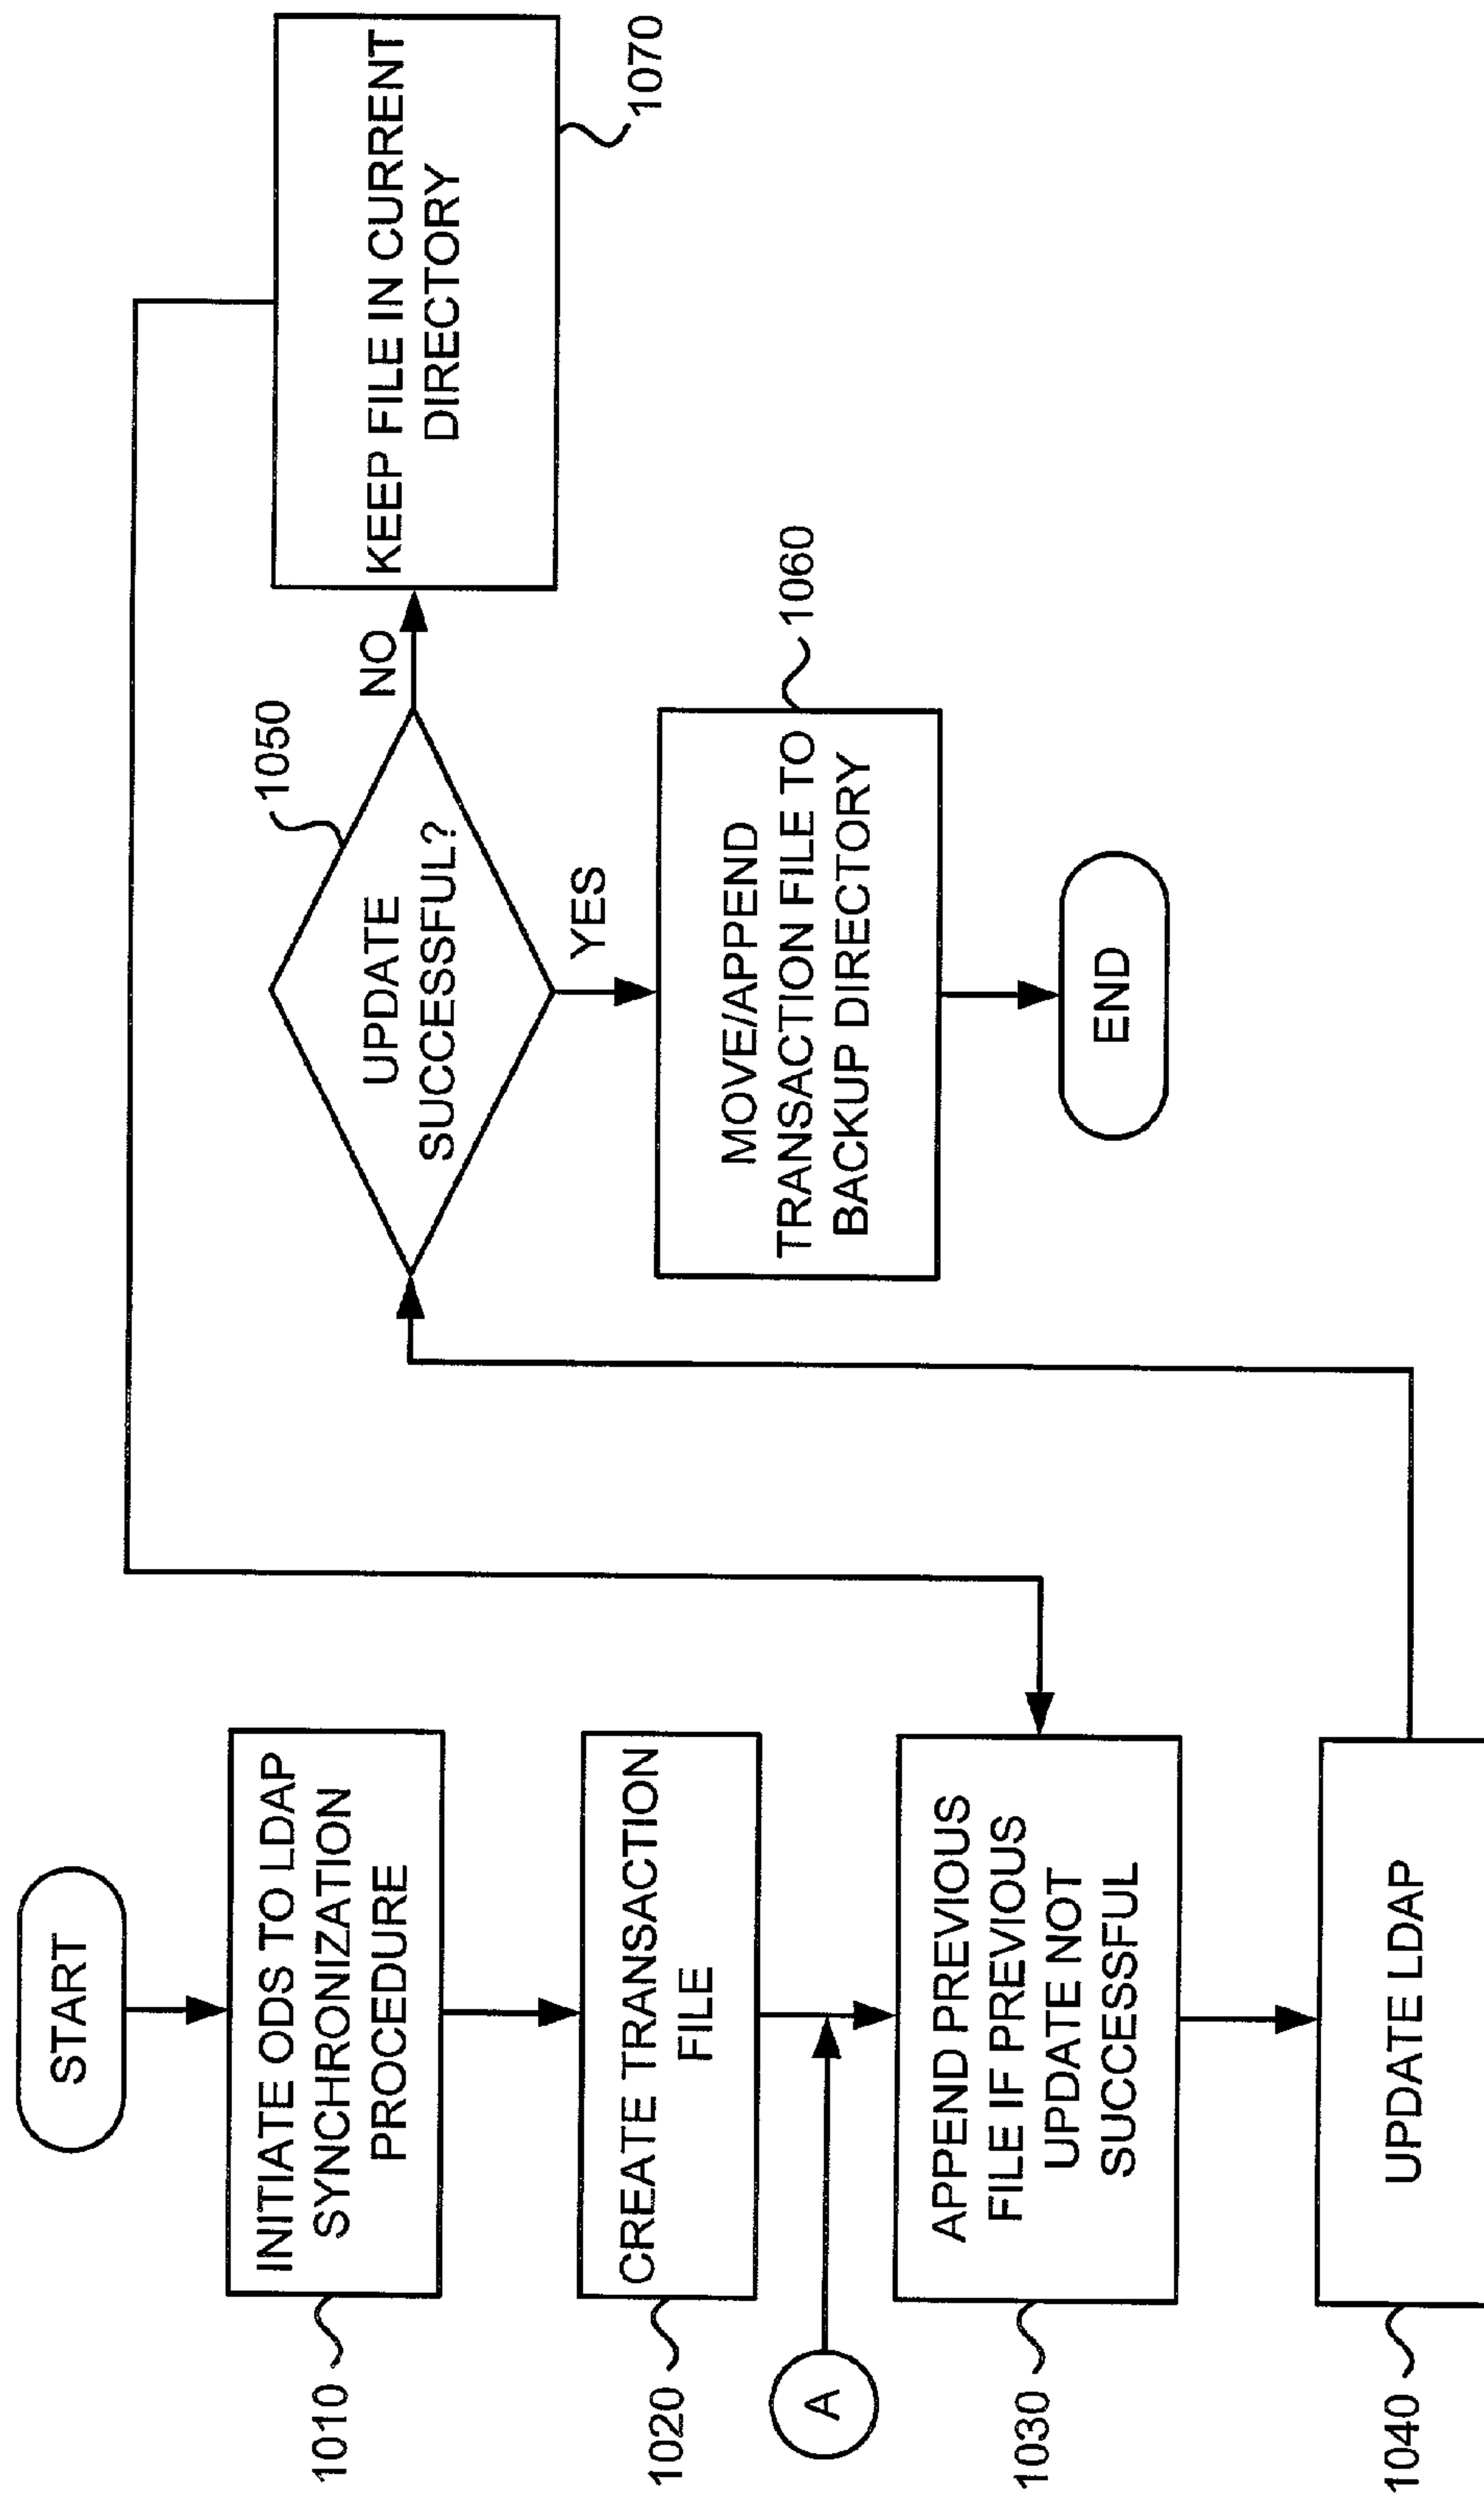 START
INITIATE ODS TO LDAP
SYNCHRONIZATION
PROCEDURE
1010
CREATE TRANSACTION
FILE
1020
A
APPEND PREVIOUS
FILE IF PREVIOUS
UPDATE NOT
SUCCESSFUL
1030
UPDATE LDAP
1040
UPDATE
SUCCESSFUL?
1050
NO
YES
MOVE/APPEND
TRANSACTION FILE TO
BACKUP DIRECTORY
1060
END
KEEP FILE IN CURRENT
DIRECTORY
1070